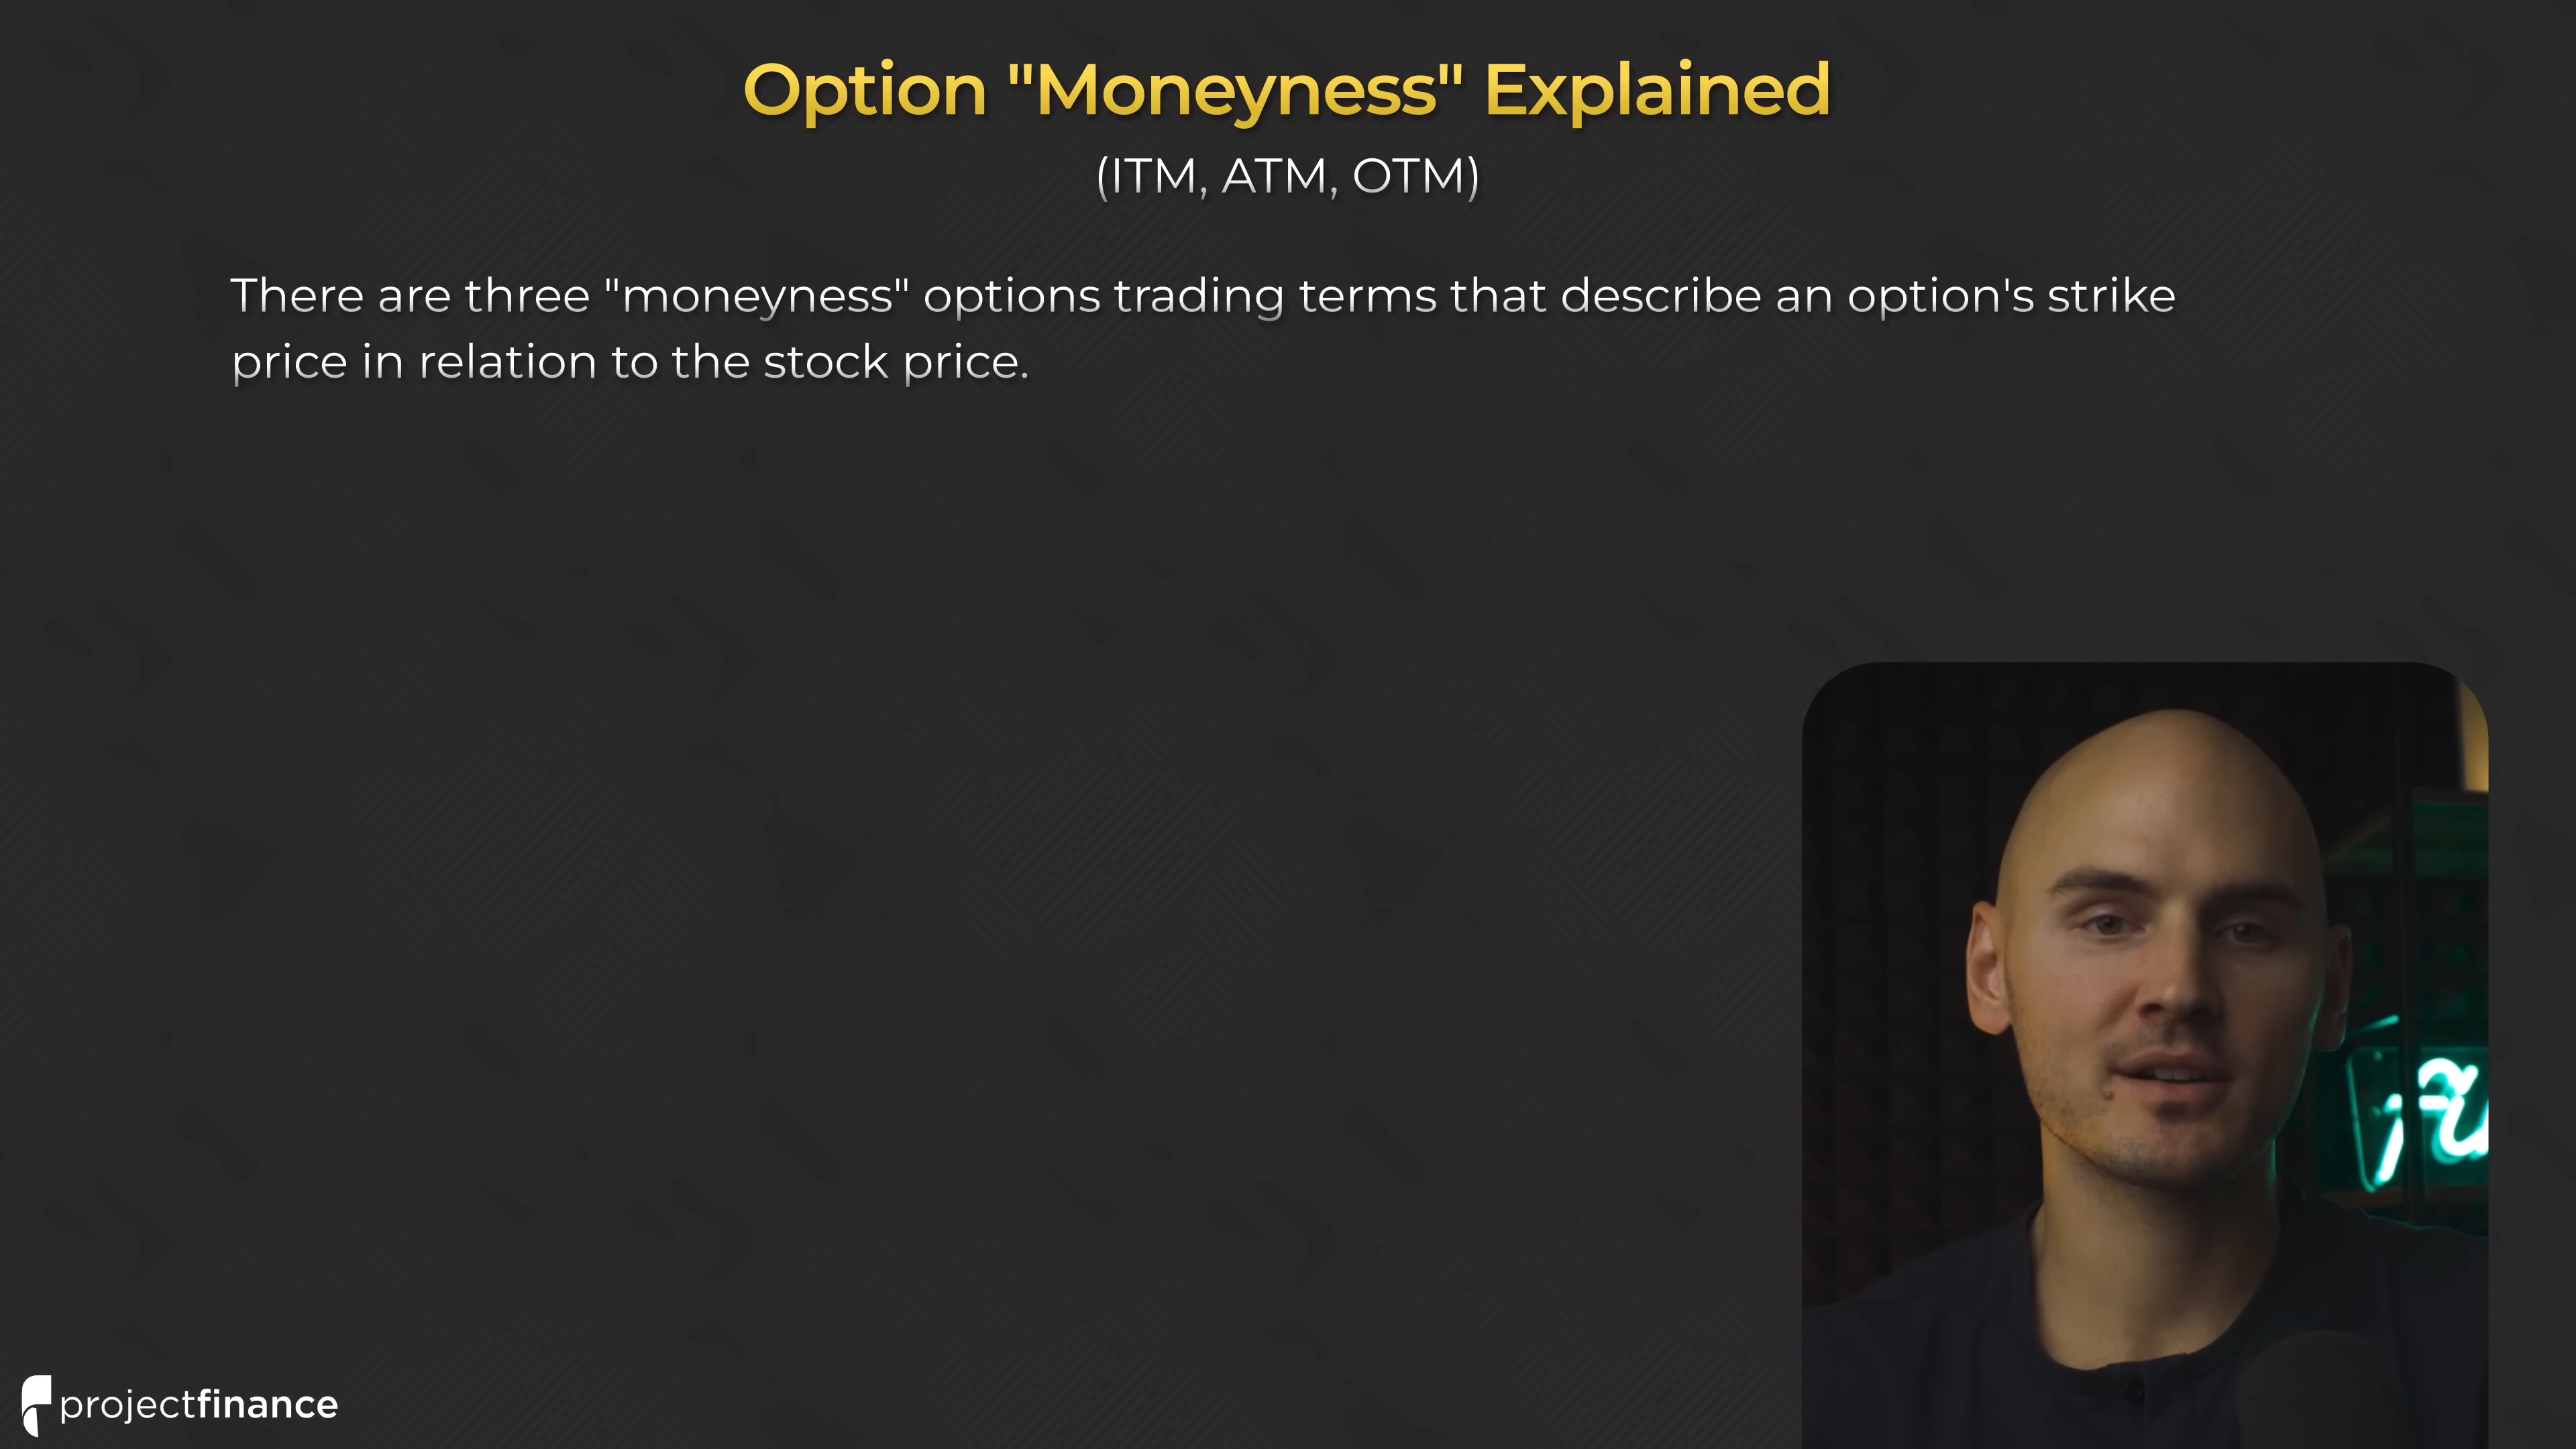 Option "Moneyness" Explained
(ITM, ATM, OTM)
There are three "moneyness" options trading terms that describe an option's strike
price in relation to the stock price.
projectfinance